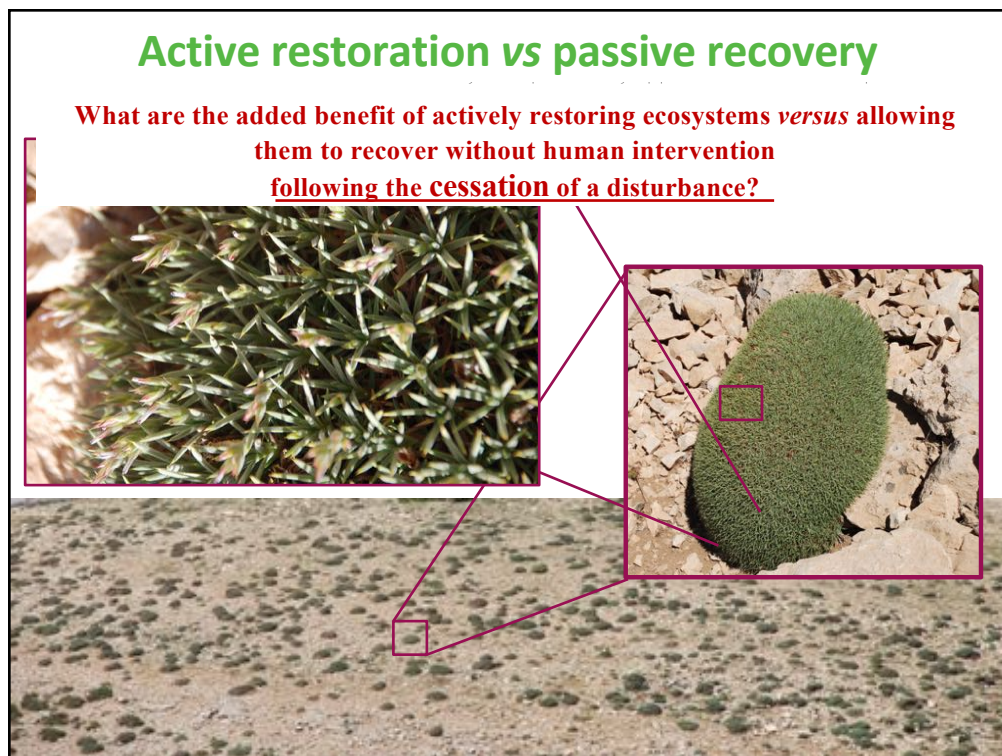 Active restoration vs passive recovery
What are the added benefit of actively restoring ecosystems versus allowing
them to recover without human intervention
following the cessation of a disturbance?